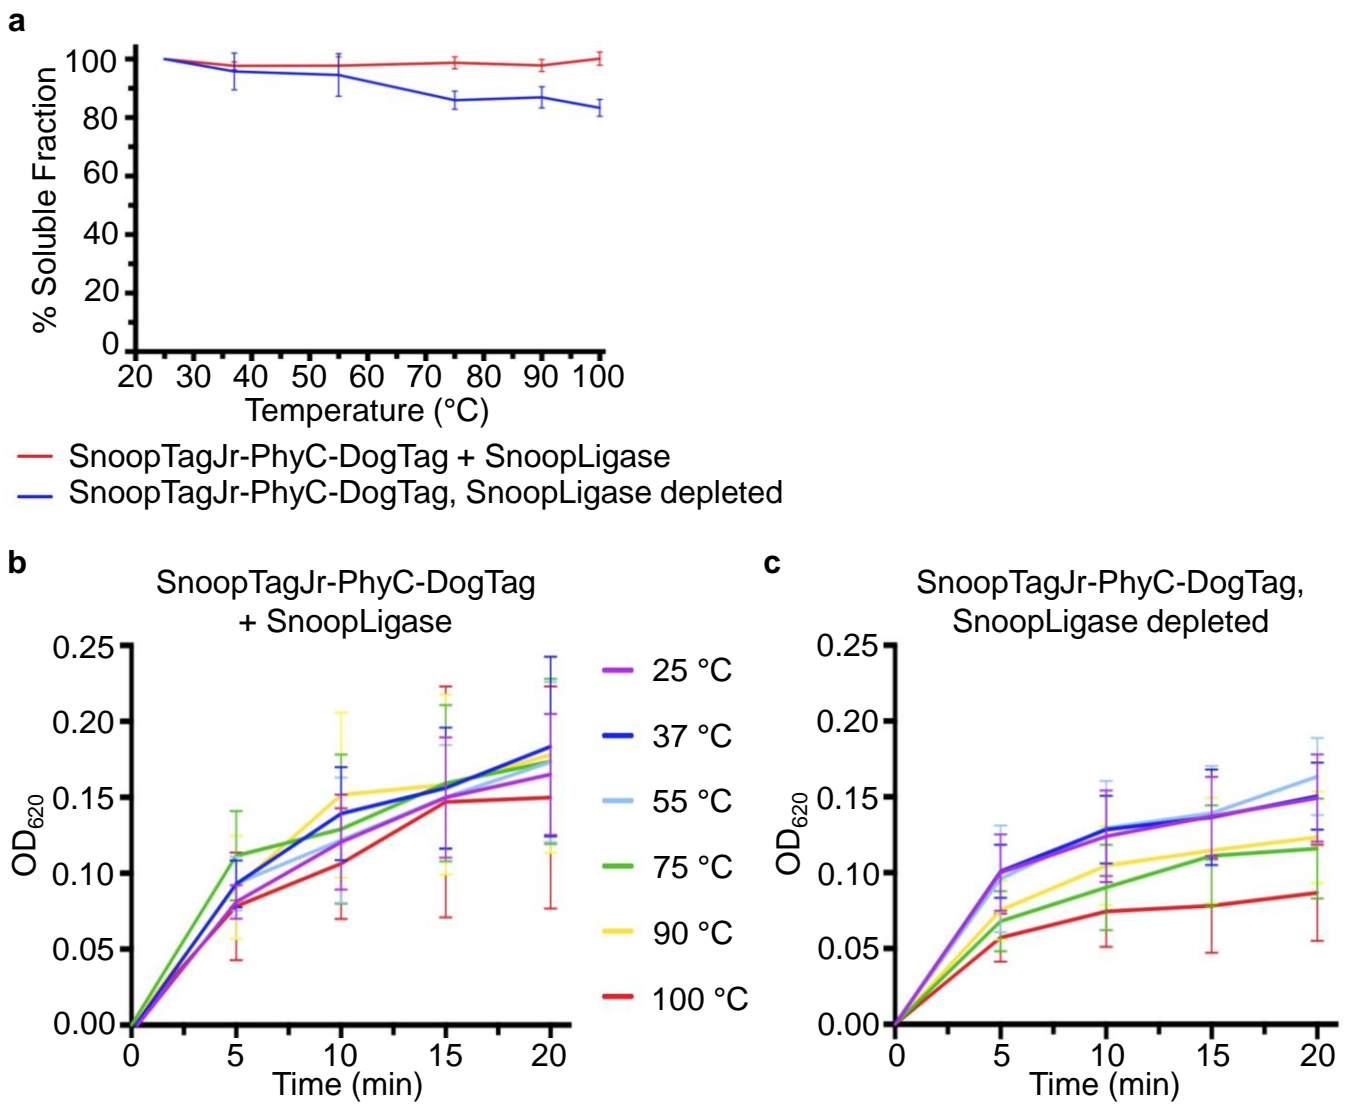 a
% Soluble Fraction
100
80
60
40
20
0
20 30 40 50 60 70 80 90 100
Temperature (°C)
SnoopTagJr-PhyC-DogTag + SnoopLigase
SnoopTagJr-PhyC-DogTag, SnoopLigase depleted
b
SnoopTagJr-PhyC-DogTag
+ SnoopLigase
OD620
0.25
0.20
0.15
0.10
0.05
0.00
0 5 10 15 20
Time (min)
25 °C
37 °C
55 °C
75 °C
90 °C
100 °C
c
SnoopTagJr-PhyC-DogTag,
SnoopLigase depleted
OD620
0.25
0.20
0.15
0.10
0.05
0.00
0 5 10 15 20
Time (min)